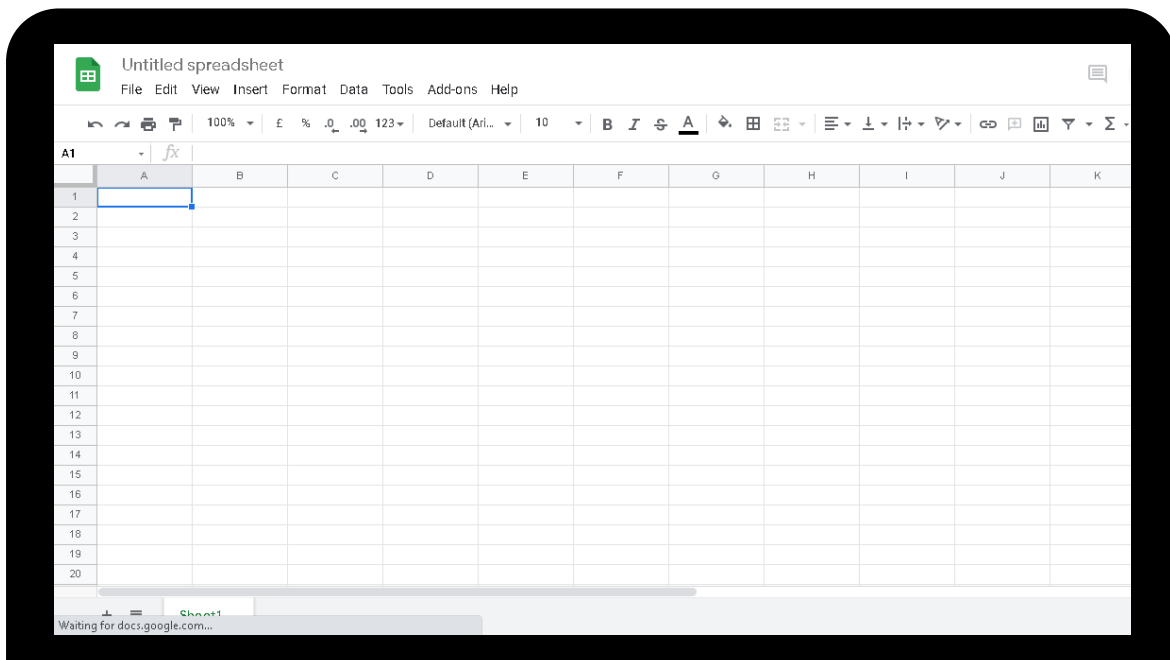 Untitled spreadsheet
File Edit View Insert Format Data Tools Add-ons Help
100% £ % .0 .00 123 Default (Ari... 10 B I S A Σ
A1 fx
A B C D E F G H I J K
1
2
3
4
5
6
7
8
9
10
11
12
13
14
15
16
17
18
19
20
+ Sheet1
Waiting for docs.google.com...